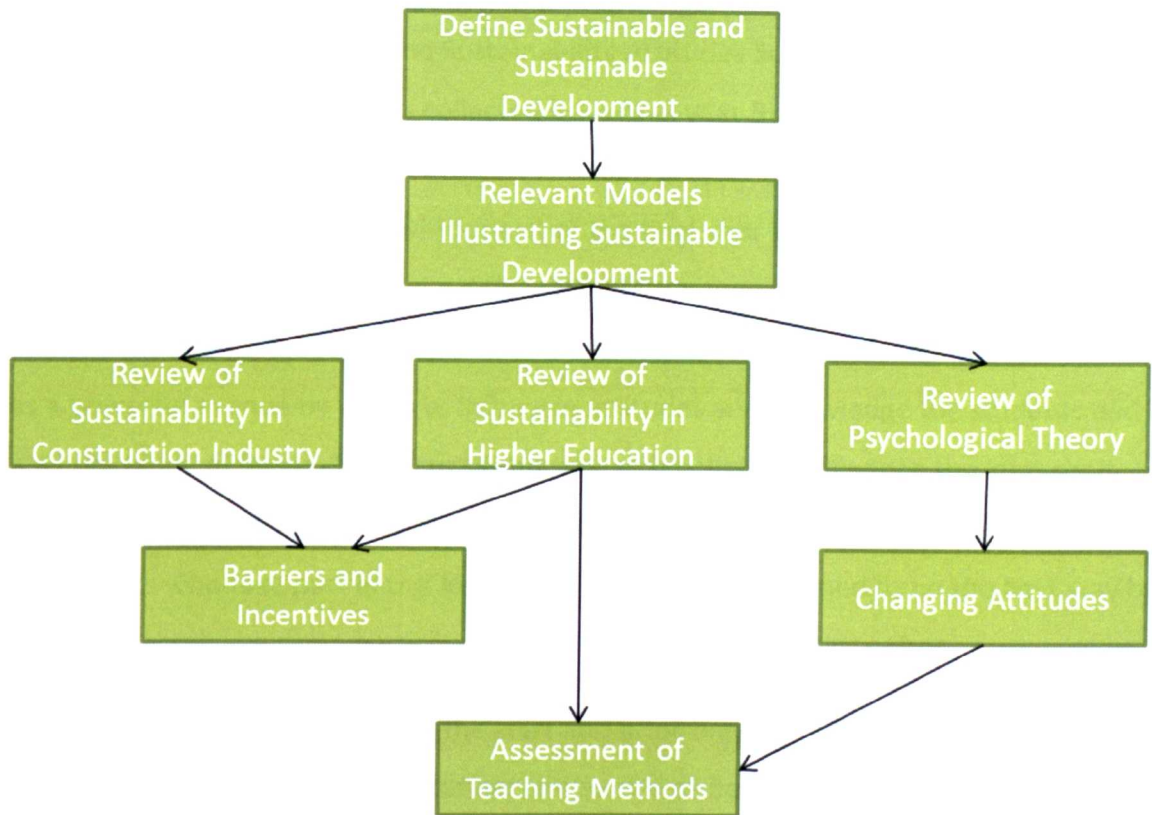 Define Sustainable and
Sustainable
Development
Relevant Models
Illustrating Sustainable
Development
Review of
Sustainability in
Construction Industry
Review of
Sustainability in
Higher Education
Review of
Psychological Theory
Barriers and
Incentives
Changing Attitudes
Assessment of
Teaching Methods